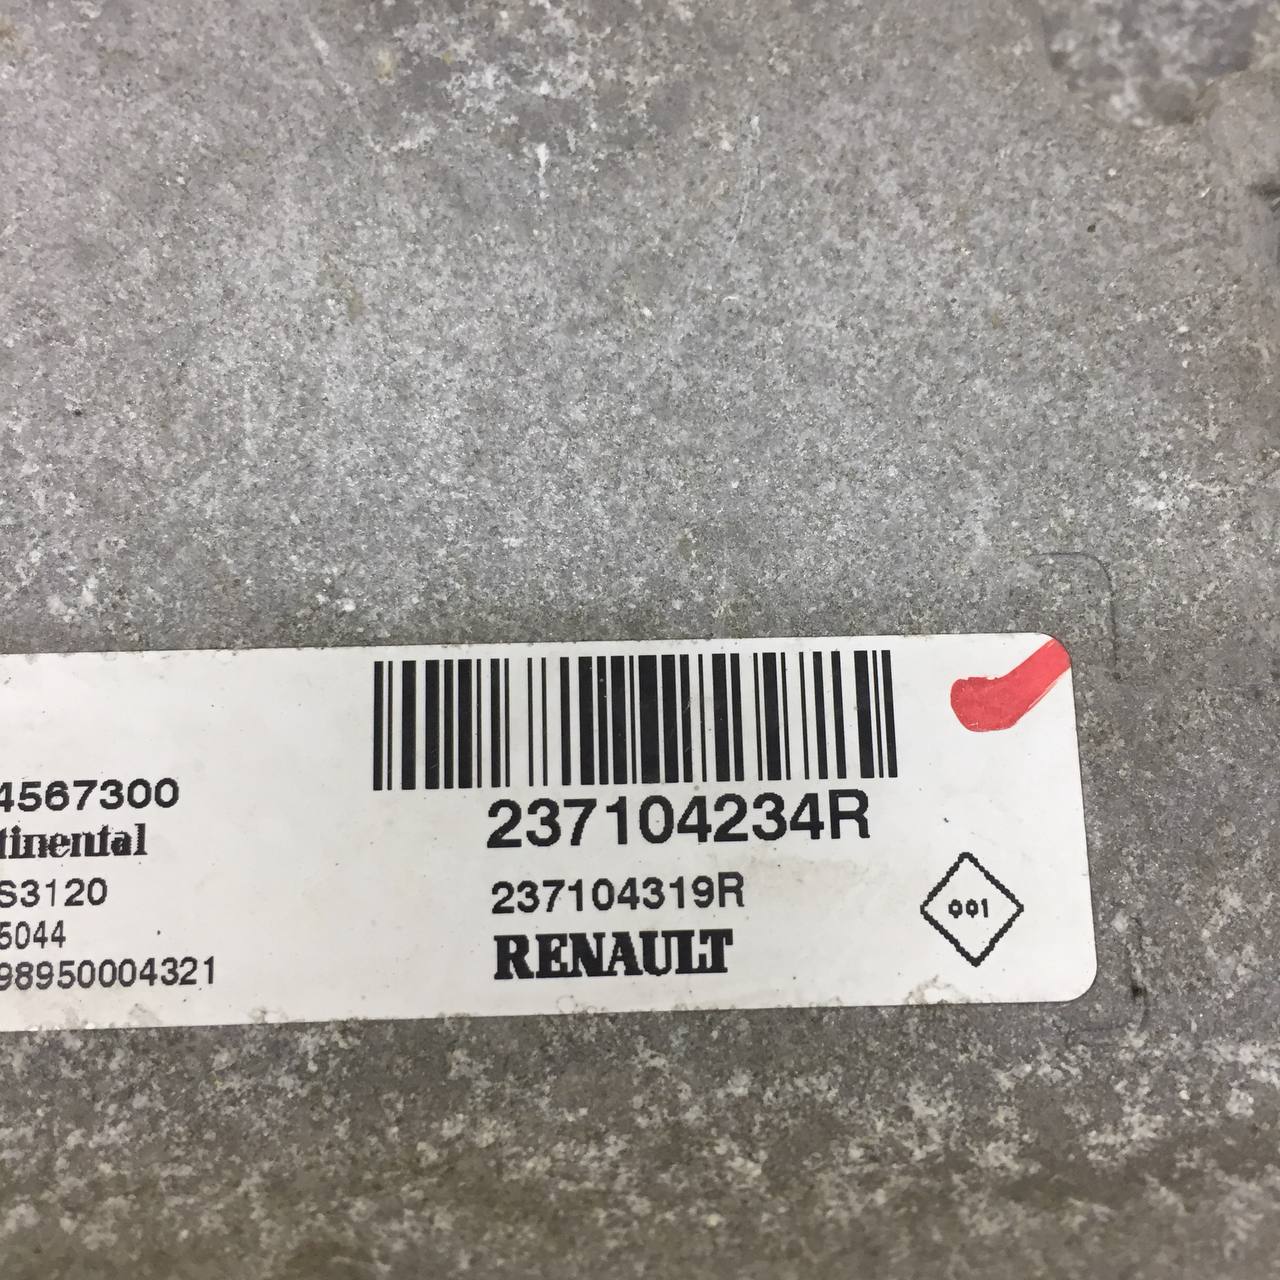 4567300
tinental
S3120
5044
98950004321
237104234R
237104319R
RENAULT
001